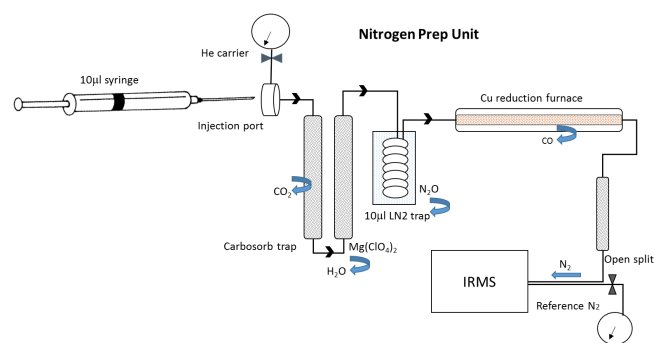 Nitrogen Prep Unit
He carrier
10µl syringe
Injection port
Cu reduction furnace
CO
CO₂
N₂O
10µl LN2 trap
Carbosorb trap
Mg(ClO₄)₂
H₂O
N₂
Open split
IRMS
Reference N₂